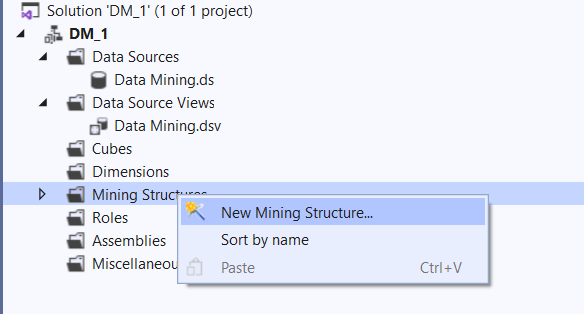 Solution 'DM_1' (1 of 1 project)
DM_1
Data Sources
Data Mining.ds
Data Source Views
Data Mining.dsv
Cubes
Dimensions
Mining Structures
New Mining Structure...
Roles
Sort by name
Assemblies
Miscellaneou
Paste Ctrl+V